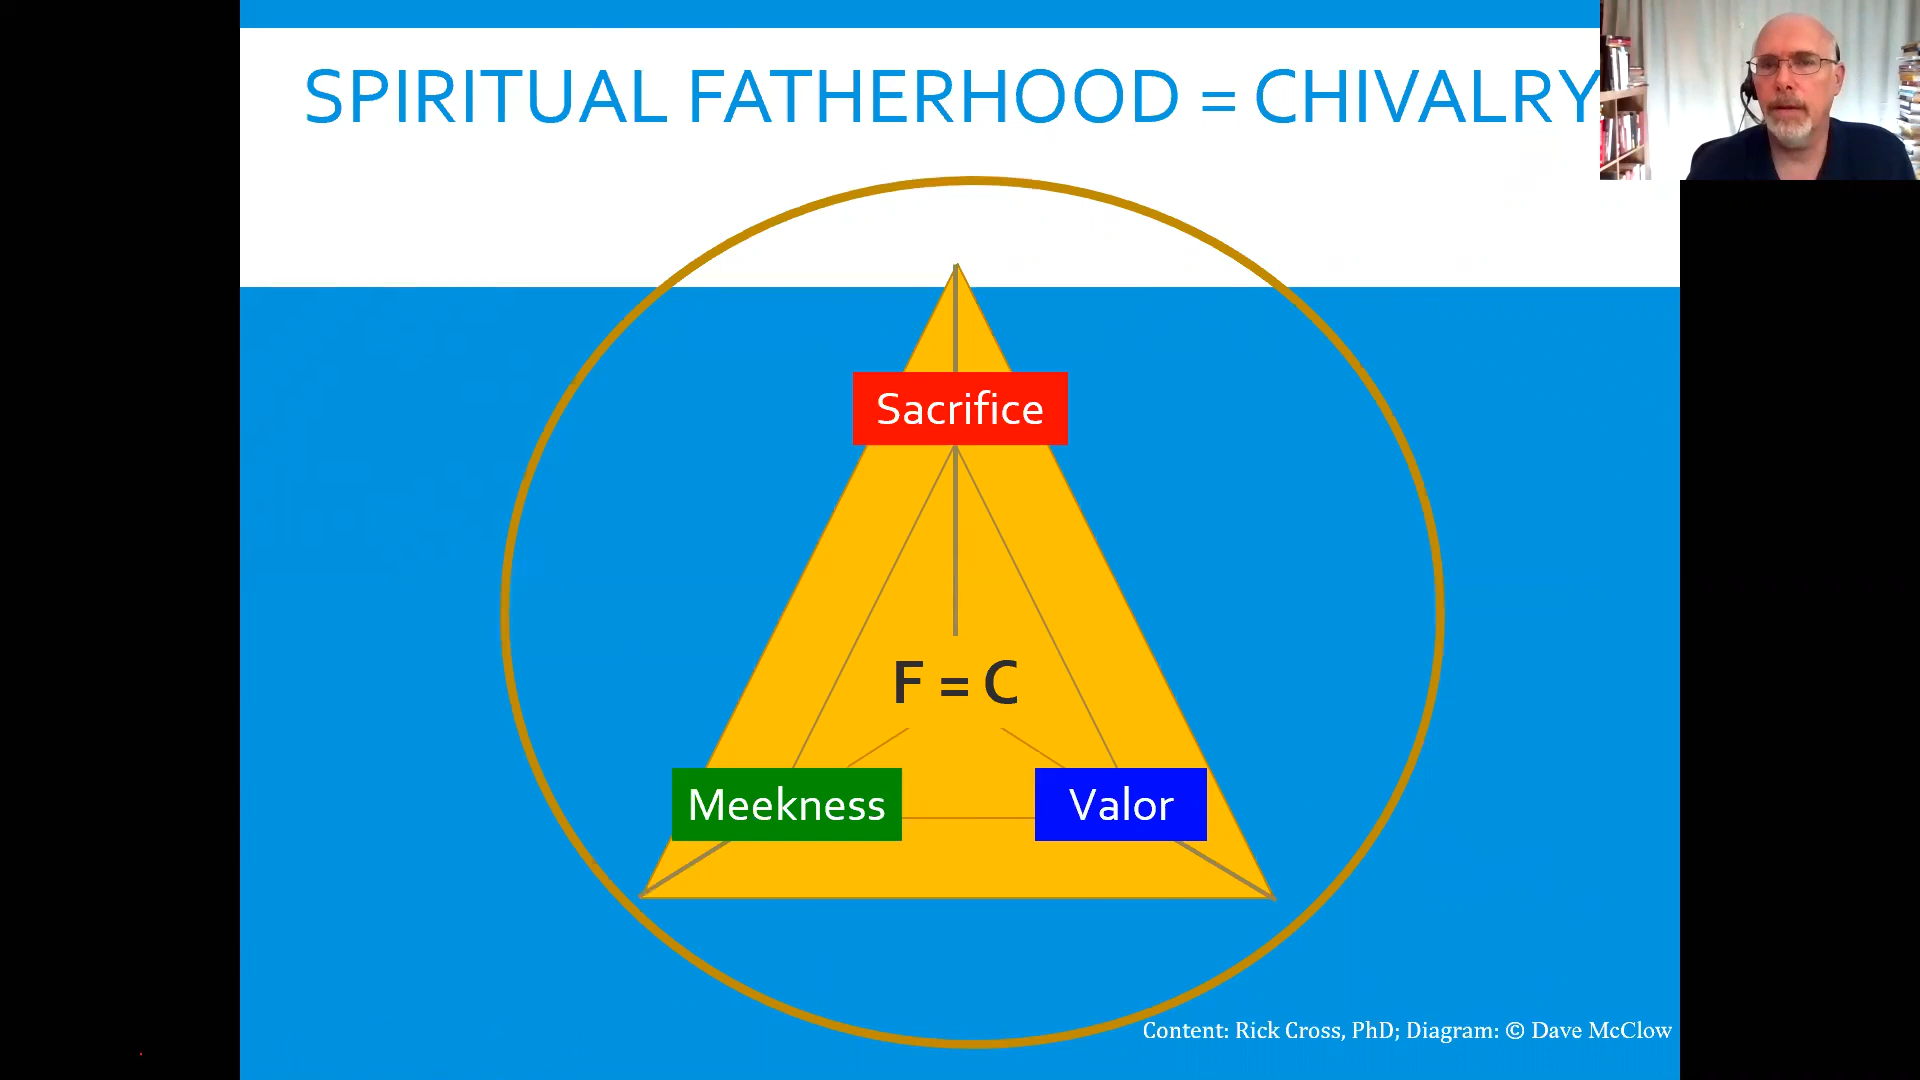 SPIRITUAL FATHERHOOD = CHIVALRY
Sacrifice
F = C
Meekness
Valor
Content: Rick Cross, PhD; Diagram: © Dave McClow